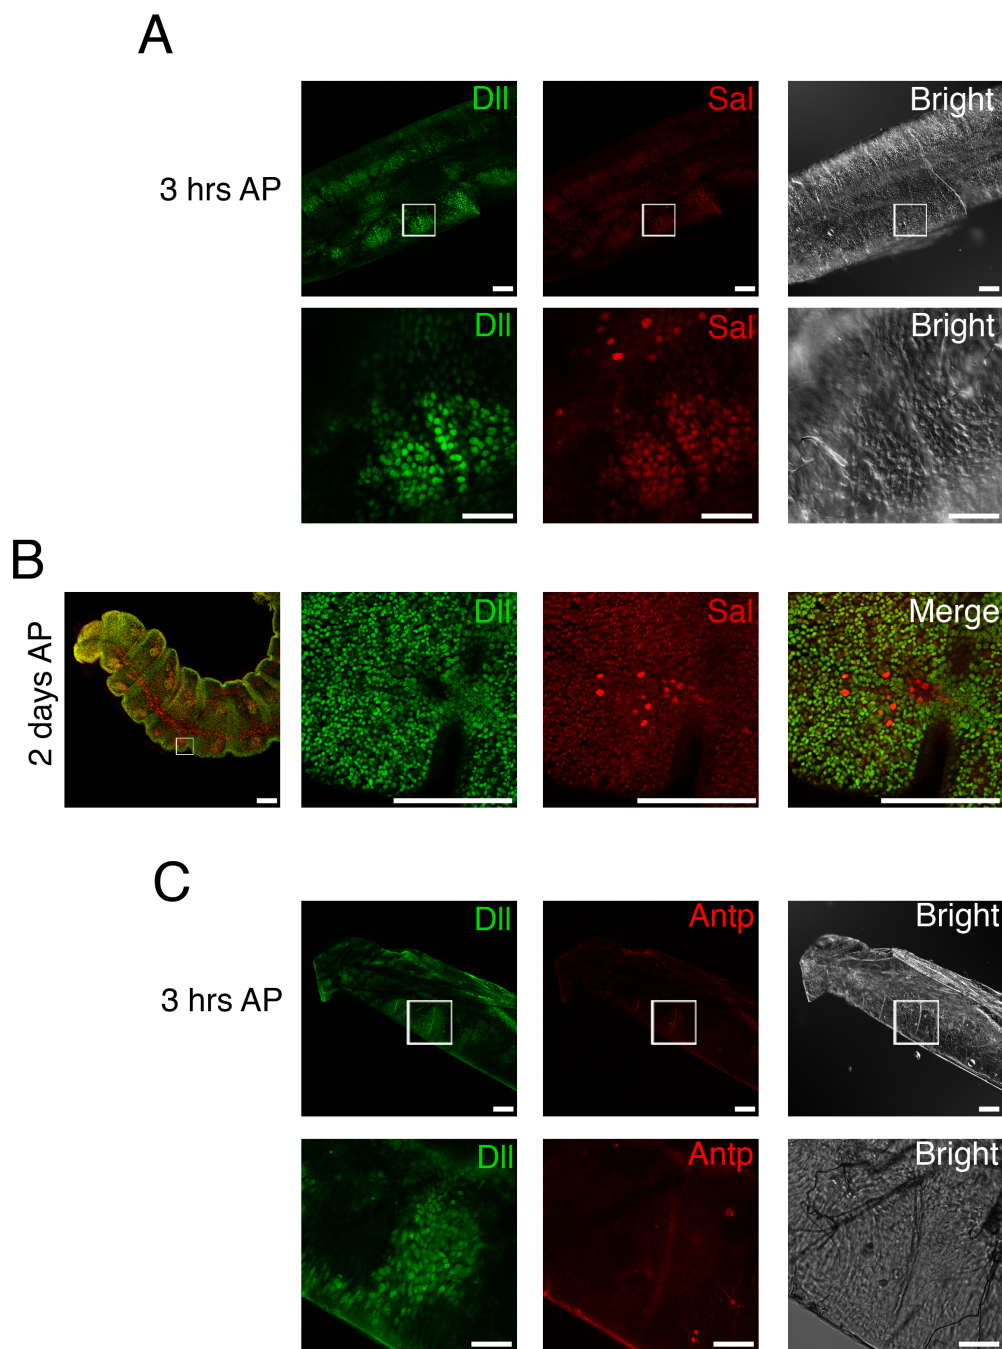 A
3 hrs AP
Dll
Sal
Bright
Dll
Sal
Bright
B
2 days AP
Dll
Sal
Merge
C
3 hrs AP
Dll
Antp
Bright
Dll
Antp
Bright